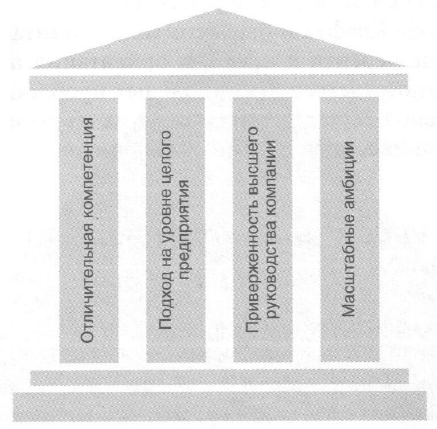 Отличительная компетенция
Подход на уровне целого
предприятия
Приверженность высшего
руководства компании
Масштабные амбиции